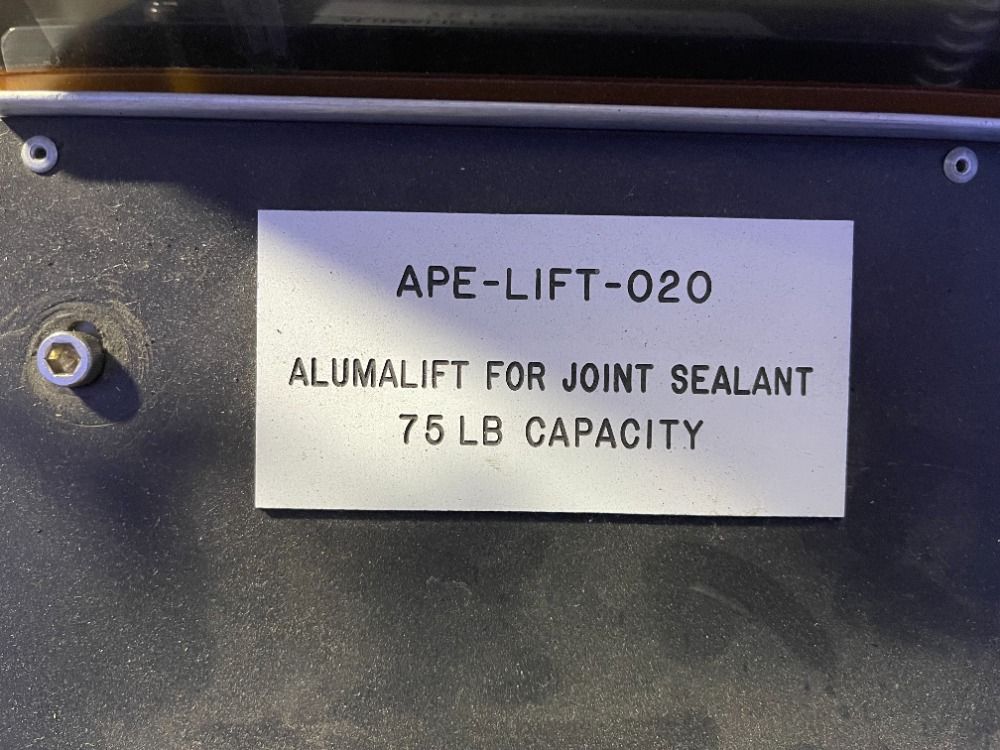 APE-LIFT-020
ALUMALIFT FOR JOINT SEALANT
75 LB CAPACITY